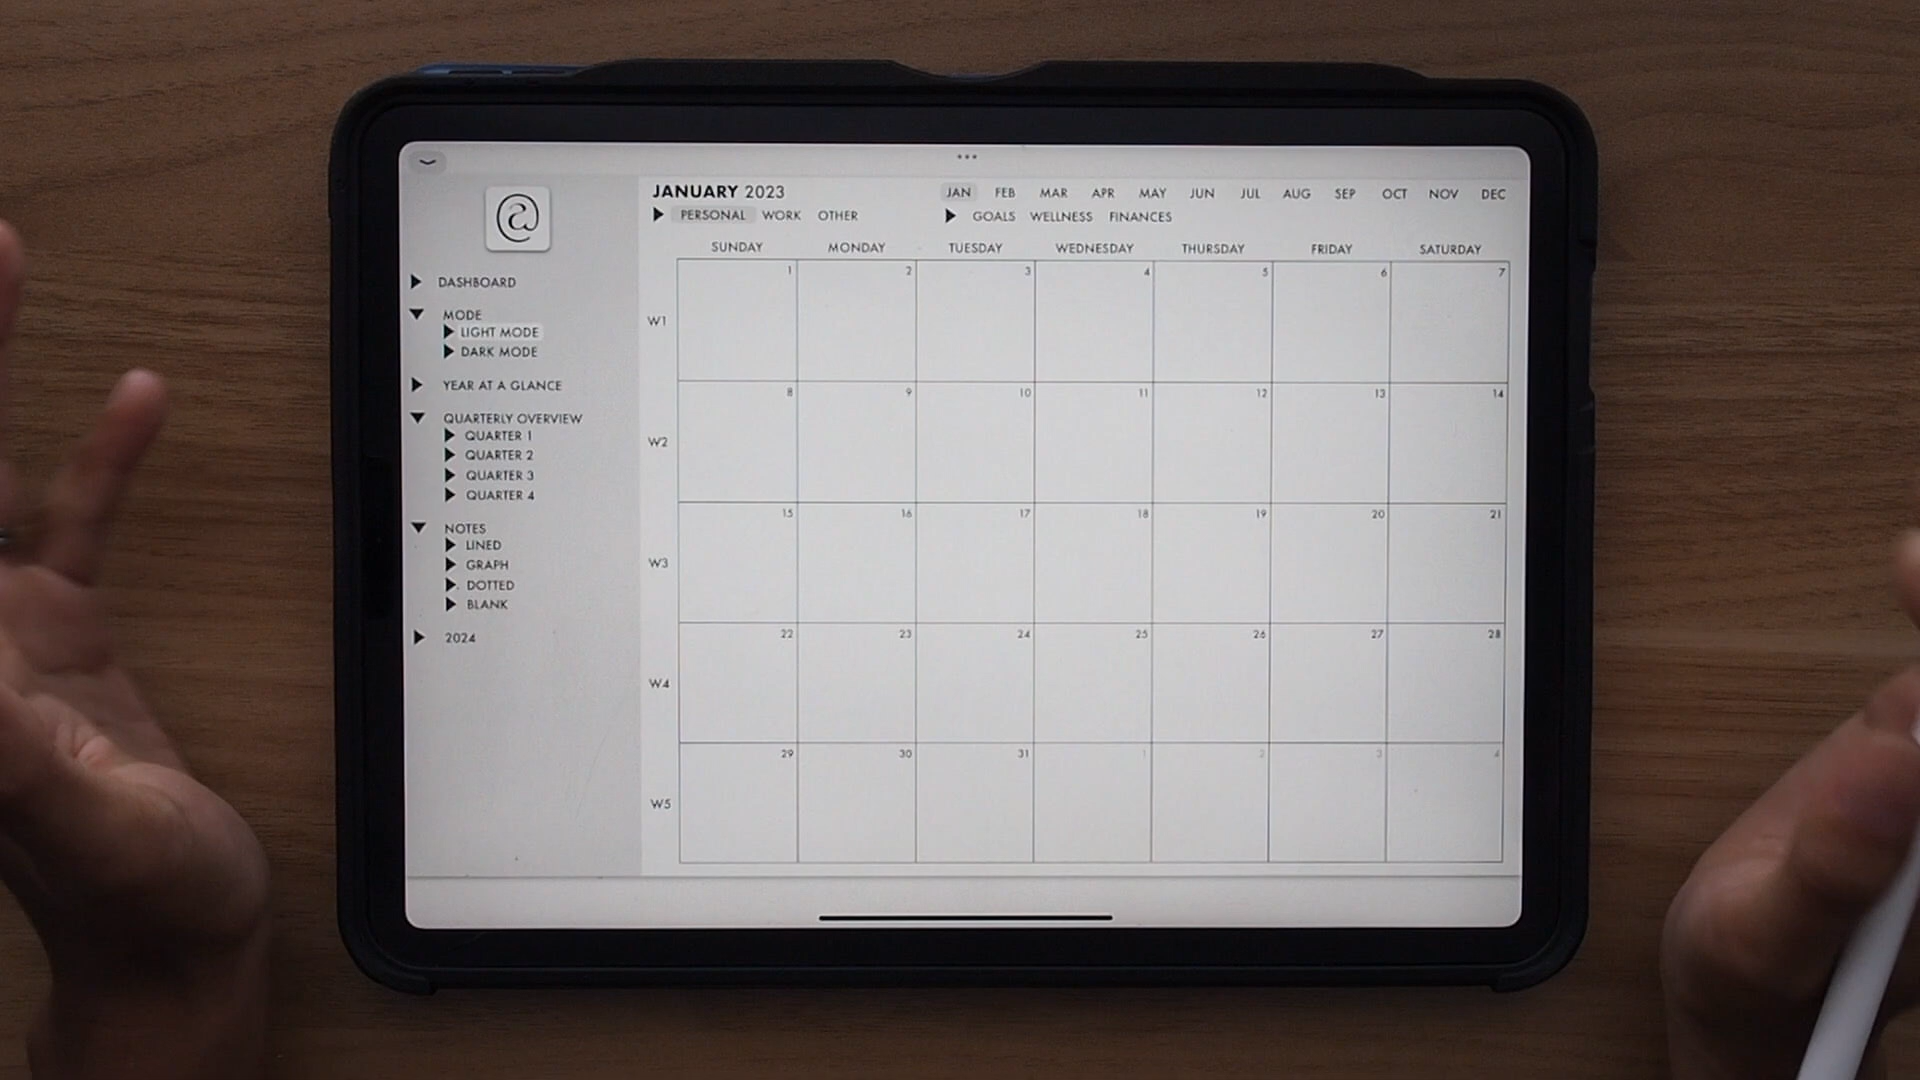 @
DASHBOARD
MODE
LIGHT MODE
DARK MODE
YEAR AT A GLANCE
QUARTERLY OVERVIEW
QUARTER 1
QUARTER 2
QUARTER 3
QUARTER 4
NOTES
LINED
GRAPH
DOTTED
BLANK
2024
JANUARY 2023
JAN FEB MAR APR MAY JUN JUL AUG SEP OCT NOV DEC
PERSONAL WORK OTHER
GOALS WELLNESS FINANCES
SUNDAY MONDAY TUESDAY WEDNESDAY THURSDAY FRIDAY SATURDAY
W1 1 2 3 4 5 6 7
W2 8 9 10 11 12 13 14
W3 15 16 17 18 19 20 21
W4 22 23 24 25 26 27 28
W5 29 30 31 1 2 3 4